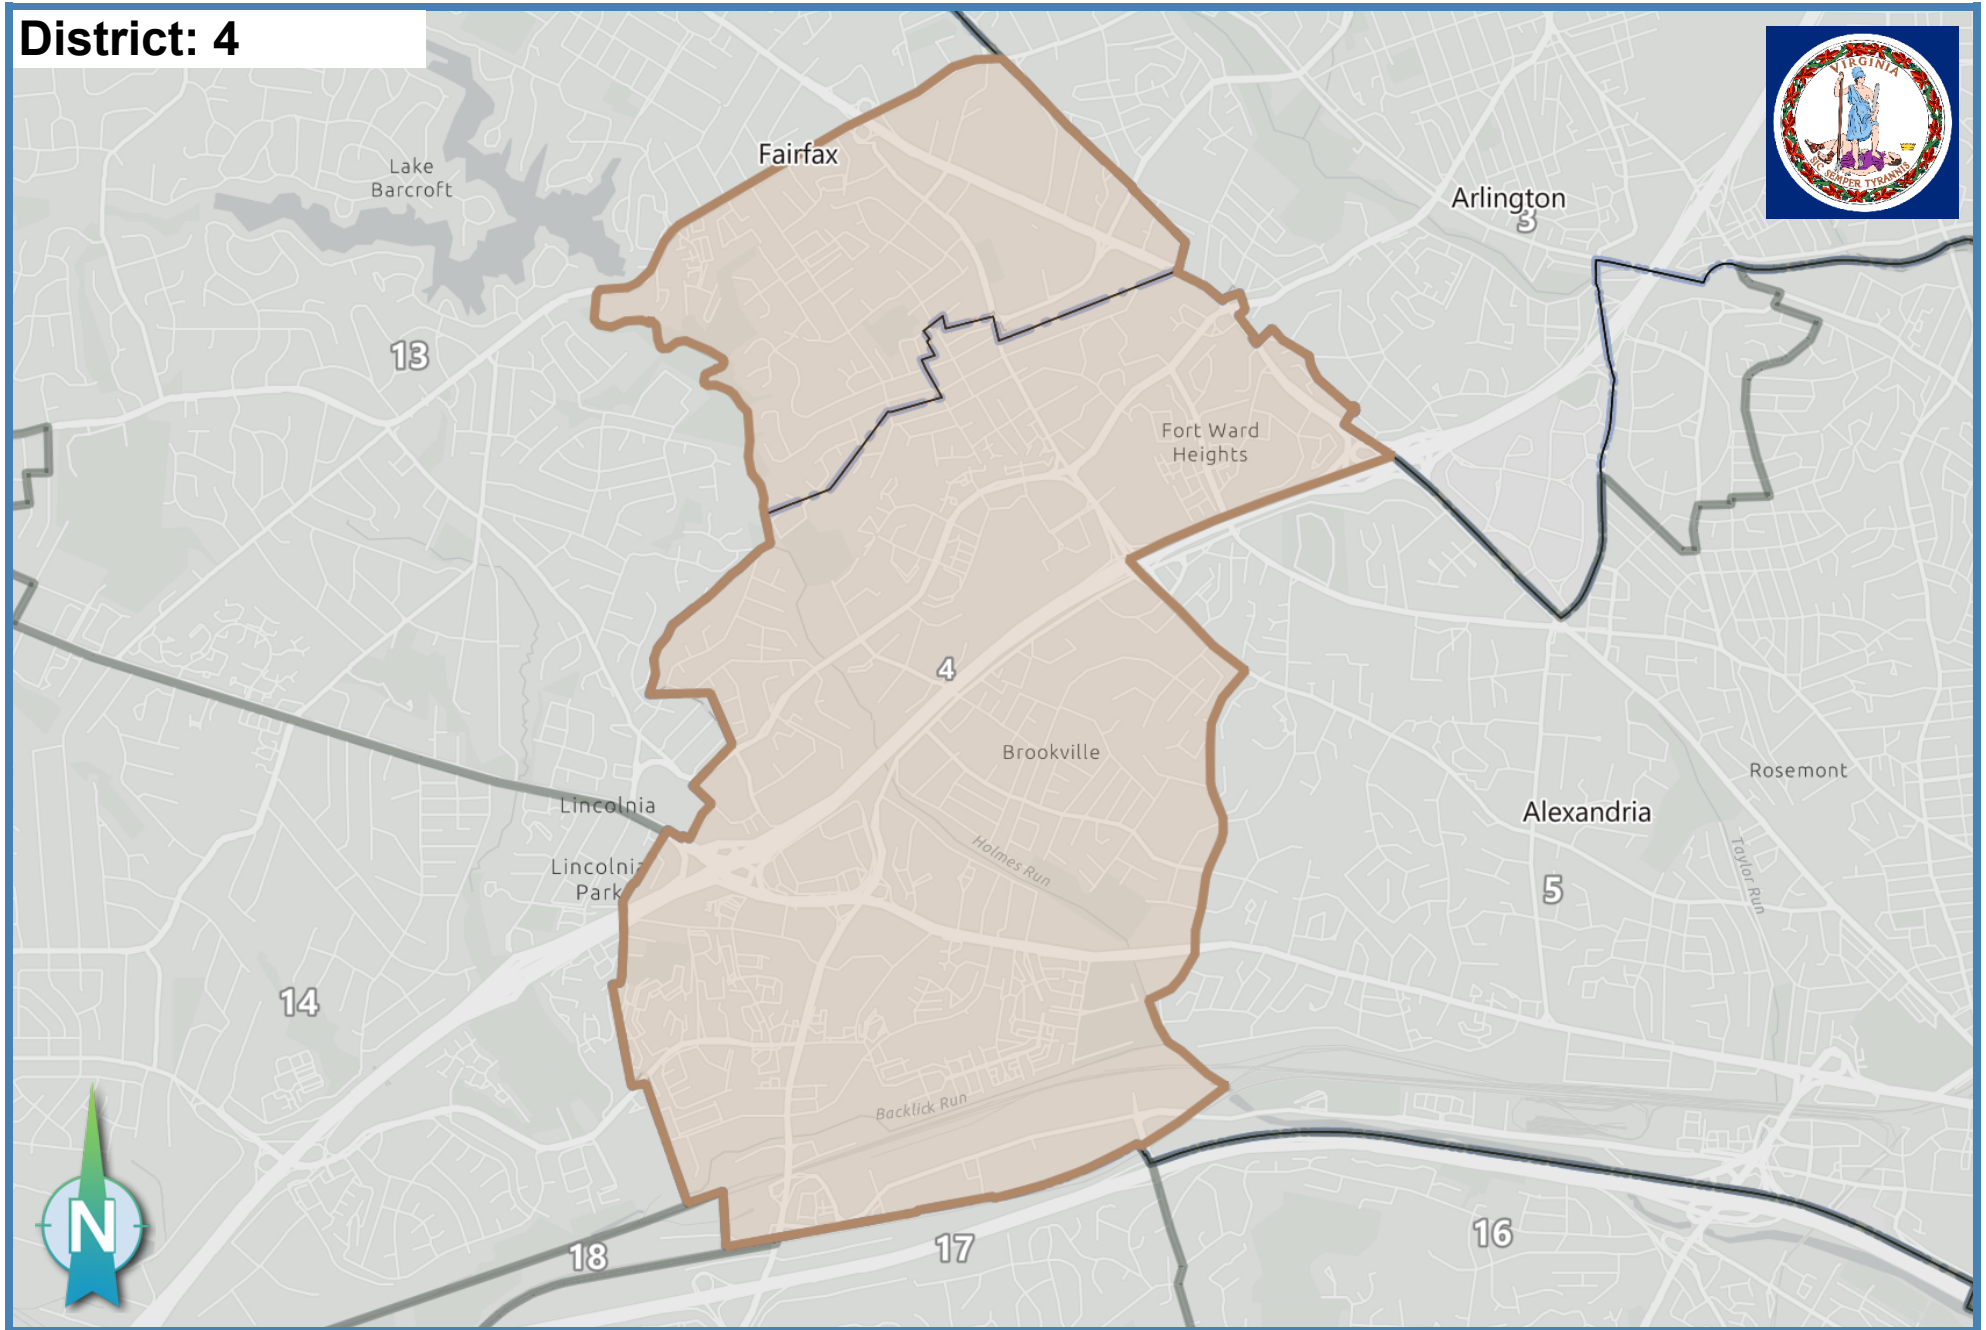 District: 4
VIRGINIA
SIC SEMPER TYRANNIS
Fairfax
Lake
Barcroft
Arlington
3
13
Fort Ward
Heights
4
Brookville
Rosemont
Lincolnia
Alexandria
Lincolnia
Park
Holmes Run
Taylor Run
5
14
Backlick Run
N
18
17
16